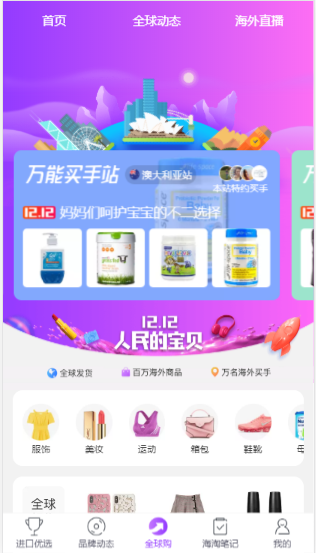 首页 全球动态 海外直播
万能买手站 澳大利亚站
本站特约买手
12.12 妈妈们呵护宝宝的不二选择
12.12
人民的宝贝
全球发货 百万海外商品 万名海外买手
服饰 美妆 运动 箱包 鞋靴
全球
进口优选 品牌动态 全球购 海淘笔记 我的